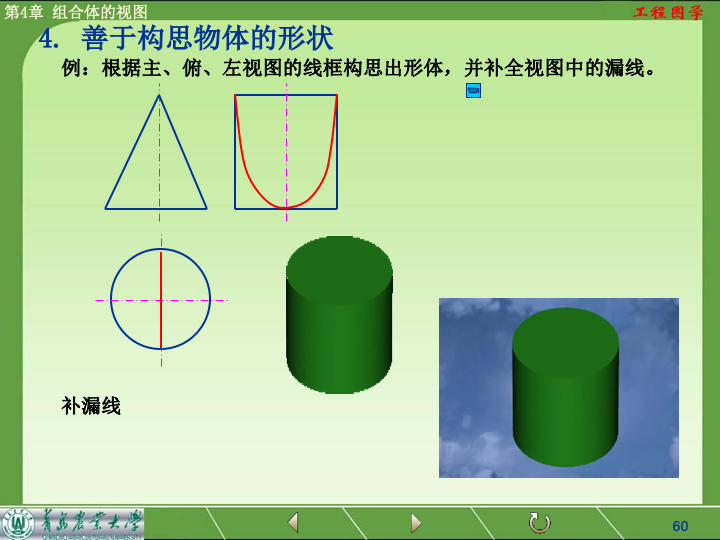 第4章 组合体的视图
工程图学
4. 善于构思物体的形状
例：根据主、俯、左视图的线框构思出形体，并补全视图中的漏线。
补漏线
青岛农业大学
60